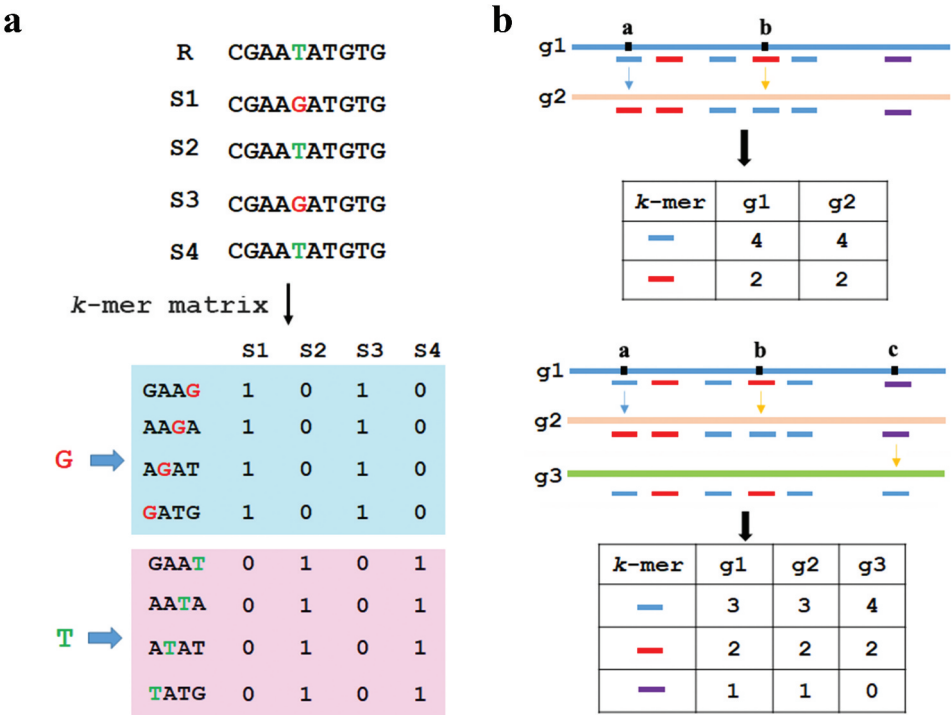 a
R CGAATATGTG
S1 CGAAGATGTG
S2 CGAATATGTG
S3 CGAAGATGTG
S4 CGAATATGTG
k-mer matrix
S1 S2 S3 S4
GAAG 1 0 1 0
AAGA 1 0 1 0
G
AGAT 1 0 1 0
GATG 1 0 1 0
GAAT 0 1 0 1
AATA 0 1 0 1
T
ATAT 0 1 0 1
TATG 0 1 0 1
b
a b
g1
g2
k-mer g1 g2
4 4
2 2
a b c
g1
g2
g3
k-mer g1 g2 g3
3 3 4
2 2 2
1 1 0